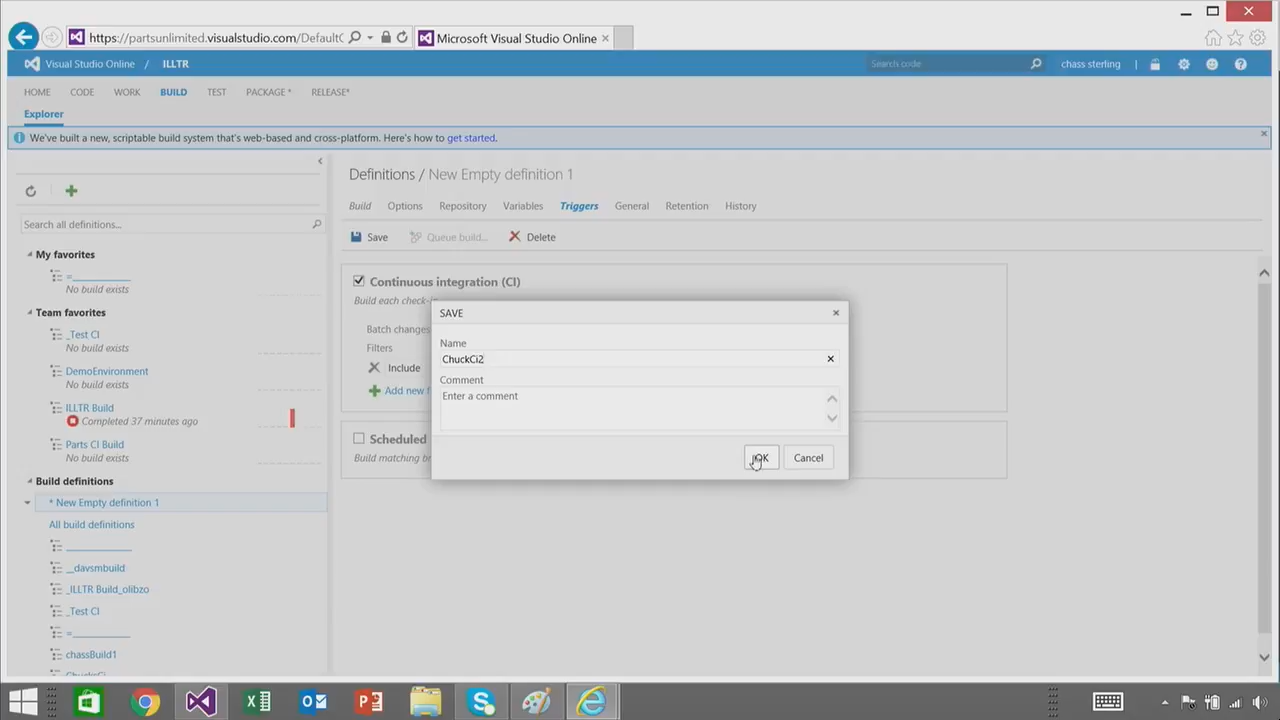 https://partsunlimited.visualstudio.com/DefaultC
Microsoft Visual Studio Online
Visual Studio Online / ILLTR
Search code
chass sterling
HOME CODE WORK BUILD TEST PACKAGE* RELEASE*
Explorer
We've built a new, scriptable build system that's web-based and cross-platform. Here's how to get started.
Definitions / New Empty definition 1
Build Options Repository Variables Triggers General Retention History
Save Queue build... Delete
Search all definitions...
My favorites
=____________
No build exists
Team favorites
_Test CI
No build exists
DemoEnvironment
No build exists
ILLTR Build
Completed 37 minutes ago
Parts CI Build
No build exists
Build definitions
* New Empty definition 1
All build definitions
_____________
__davsmbuild
_ILLTR Build_olibzo
_Test CI
=____________
chassBuild1
Continuous integration (CI)
Build each check-in
Batch changes
Filters
Include
Add new f
Scheduled
Build matching br
SAVE
Name
ChuckCi2
Comment
Enter a comment
OK
Cancel